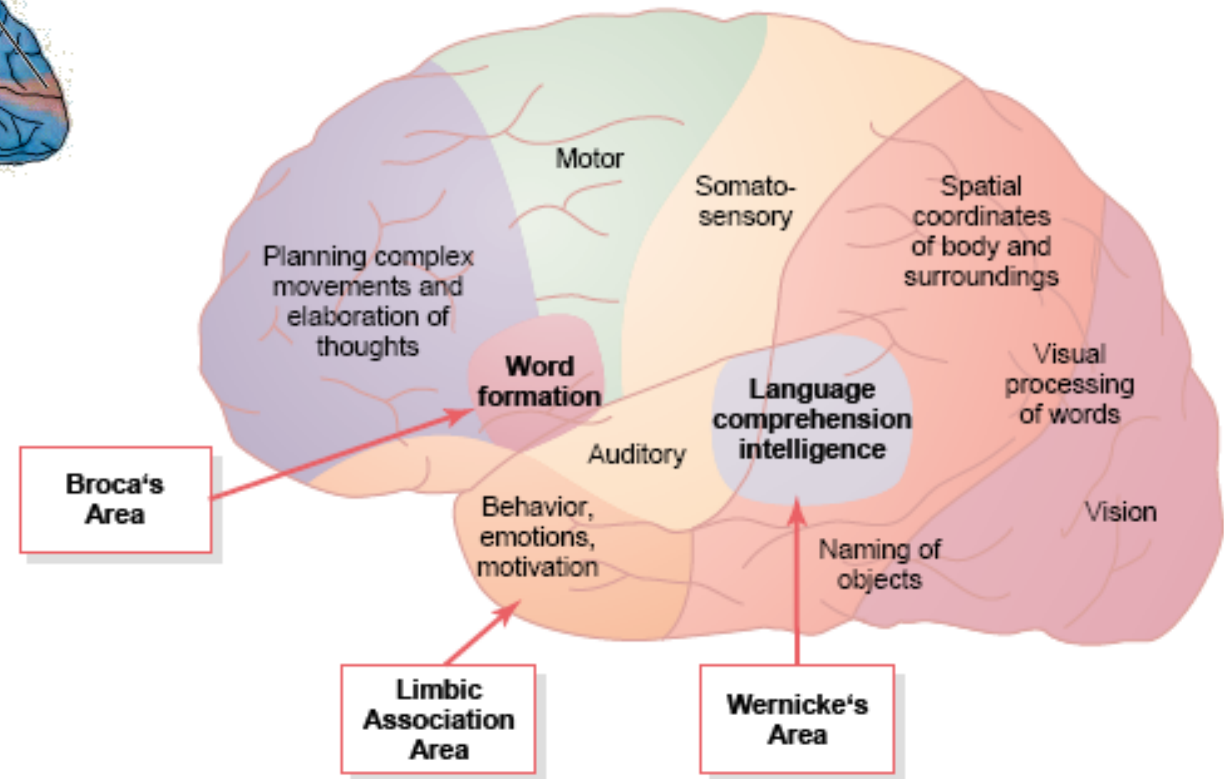 Motor
Somato-
sensory
Spatial
coordinates
of body and
surroundings
Planning complex
movements and
elaboration of
thoughts
Word
formation
Language
comprehension
intelligence
Visual
processing
of words
Auditory
Broca‘s
Area
Behavior,
emotions,
motivation
Vision
Naming of
objects
Limbic
Association
Area
Wernicke‘s
Area